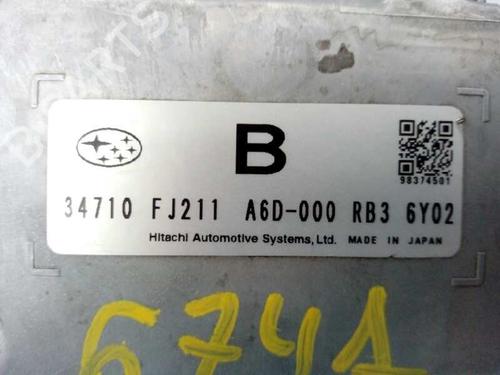 B
98374501
34710 FJ211 A6D-000 RB3 6Y02
Hitachi Automotive Systems, Ltd. MADE IN JAPAN
6741